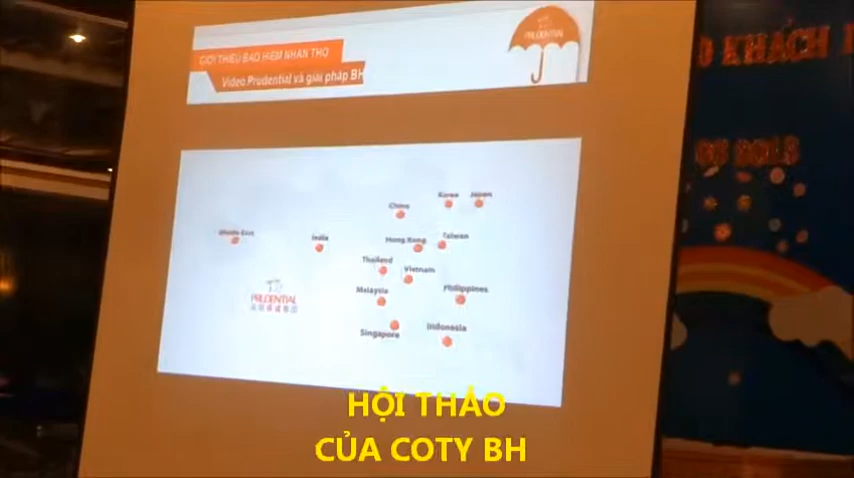 GIỚI THIỆU BẢO HIỂM NHÂN THỌ
Video Prudential và giải pháp BH
PRUDENTIAL
KHÁCH
China
Korea
Japan
Middle East
India
Hong Kong
Taiwan
Thailand
Vietnam
Malaysia
Philippines
PRUDENTIAL
Singapore
Indonesia
HỘI THẢO
CỦA COTY BH